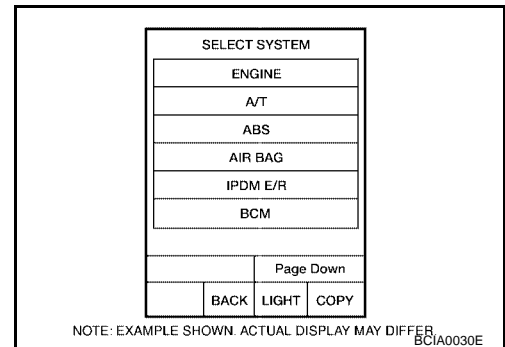 SELECT SYSTEM
ENGINE
A/T
ABS
AIR BAG
IPDM E/R
BCM
Page Down
BACK LIGHT COPY
NOTE: EXAMPLE SHOWN. ACTUAL DISPLAY MAY DIFFER.
BCIA0030E